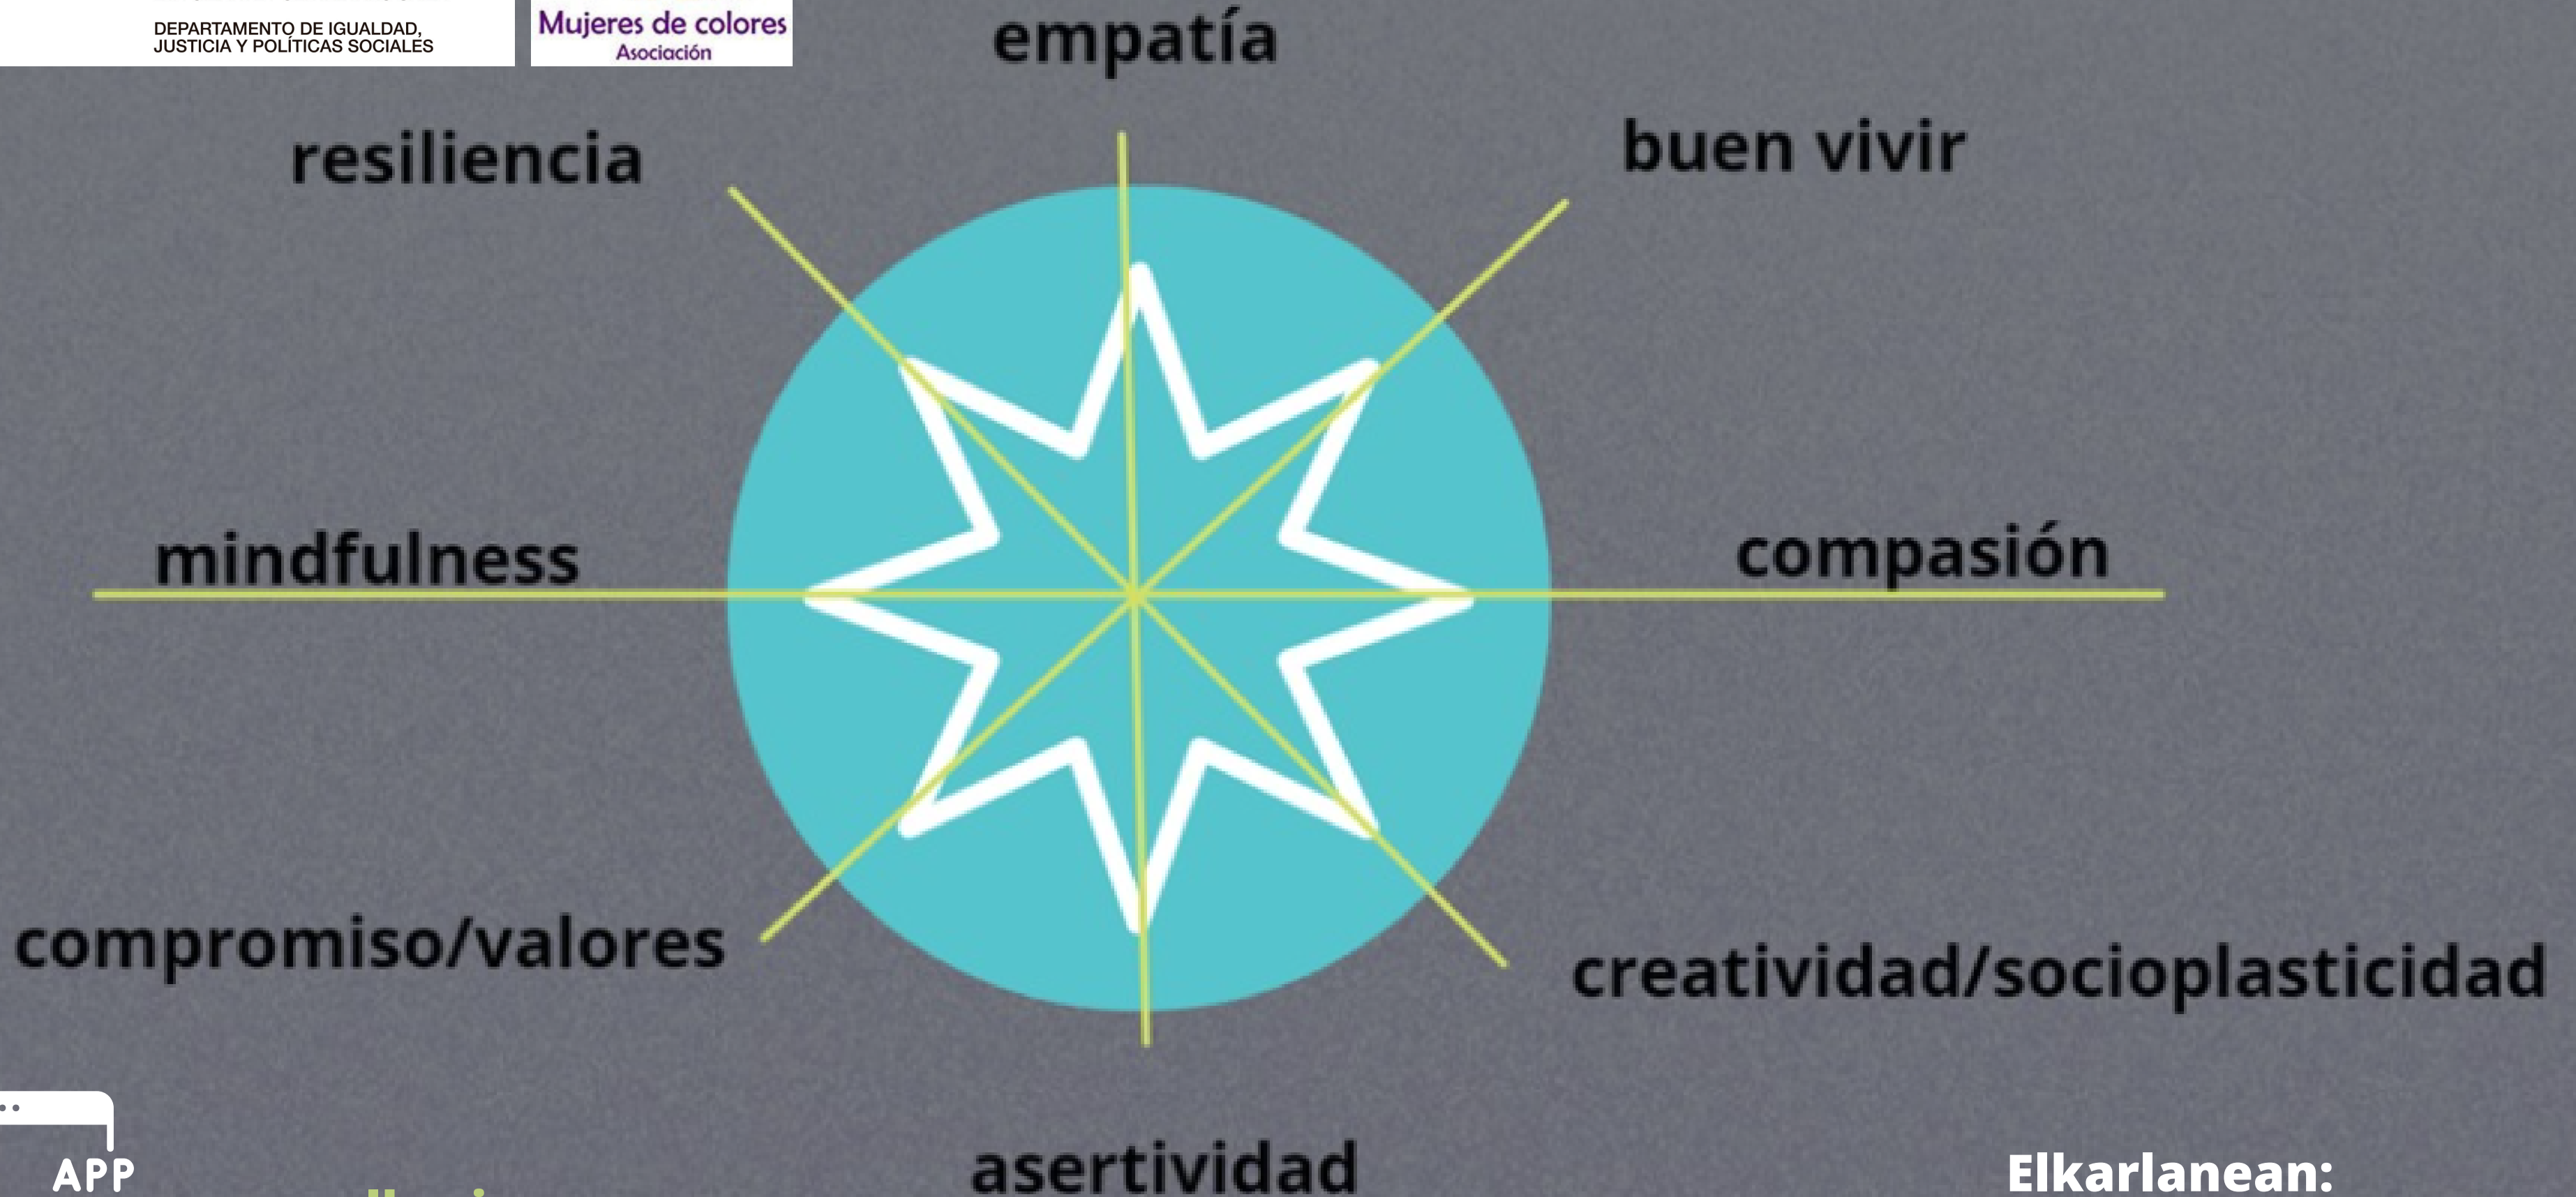 DEPARTAMENTO DE IGUALDAD,
JUSTICIA Y POLÍTICAS SOCIALES
Mujeres de colores
Asociación
empatía
resiliencia
buen vivir
mindfulness
compasión
compromiso/valores
creatividad/socioplasticidad
asertividad
APP
Elkarlanean: